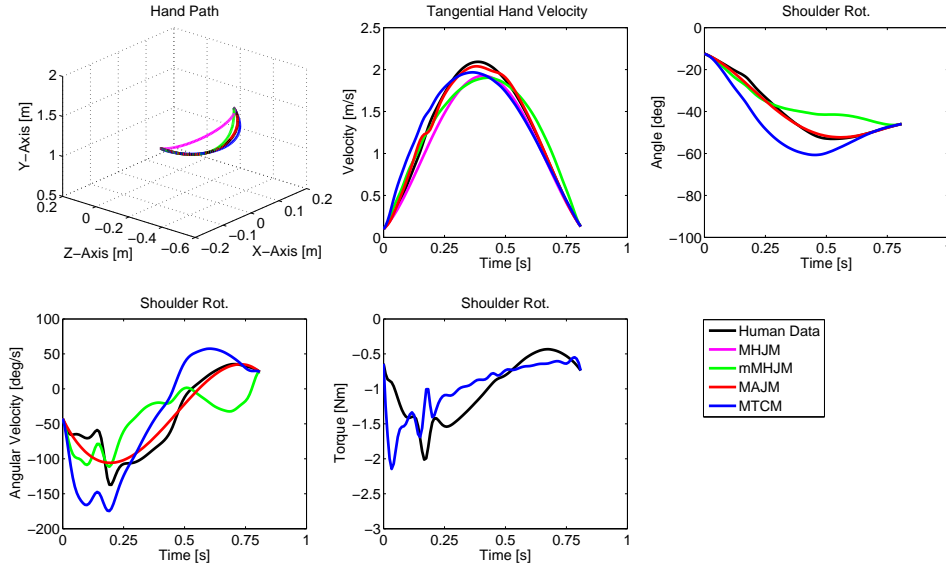 Hand Path
2
1.5
1
0.5
Y−Axis [m]
0.2
0
−0.2
−0.4
−0.6
Z−Axis [m]
−0.2
−0.1
0
0.1
0.2
X−Axis [m]
Tangential Hand Velocity
2.5
2
1.5
1
0.5
0
Velocity [m/s]
0
0.25
0.5
0.75
1
Time [s]
Shoulder Rot.
0
−20
−40
−60
−80
−100
Angle [deg]
0
0.25
0.5
0.75
1
Time [s]
Shoulder Rot.
100
50
0
−50
−100
−150
−200
Angular Velocity [deg/s]
0
0.25
0.5
0.75
1
Time [s]
Shoulder Rot.
−0
−0.5
−1
−1.5
−2
−2.5
−3
Torque [Nm]
0
0.25
0.5
0.75
1
Time [s]
Human Data
MHJM
mMHJM
MAJM
MTCM